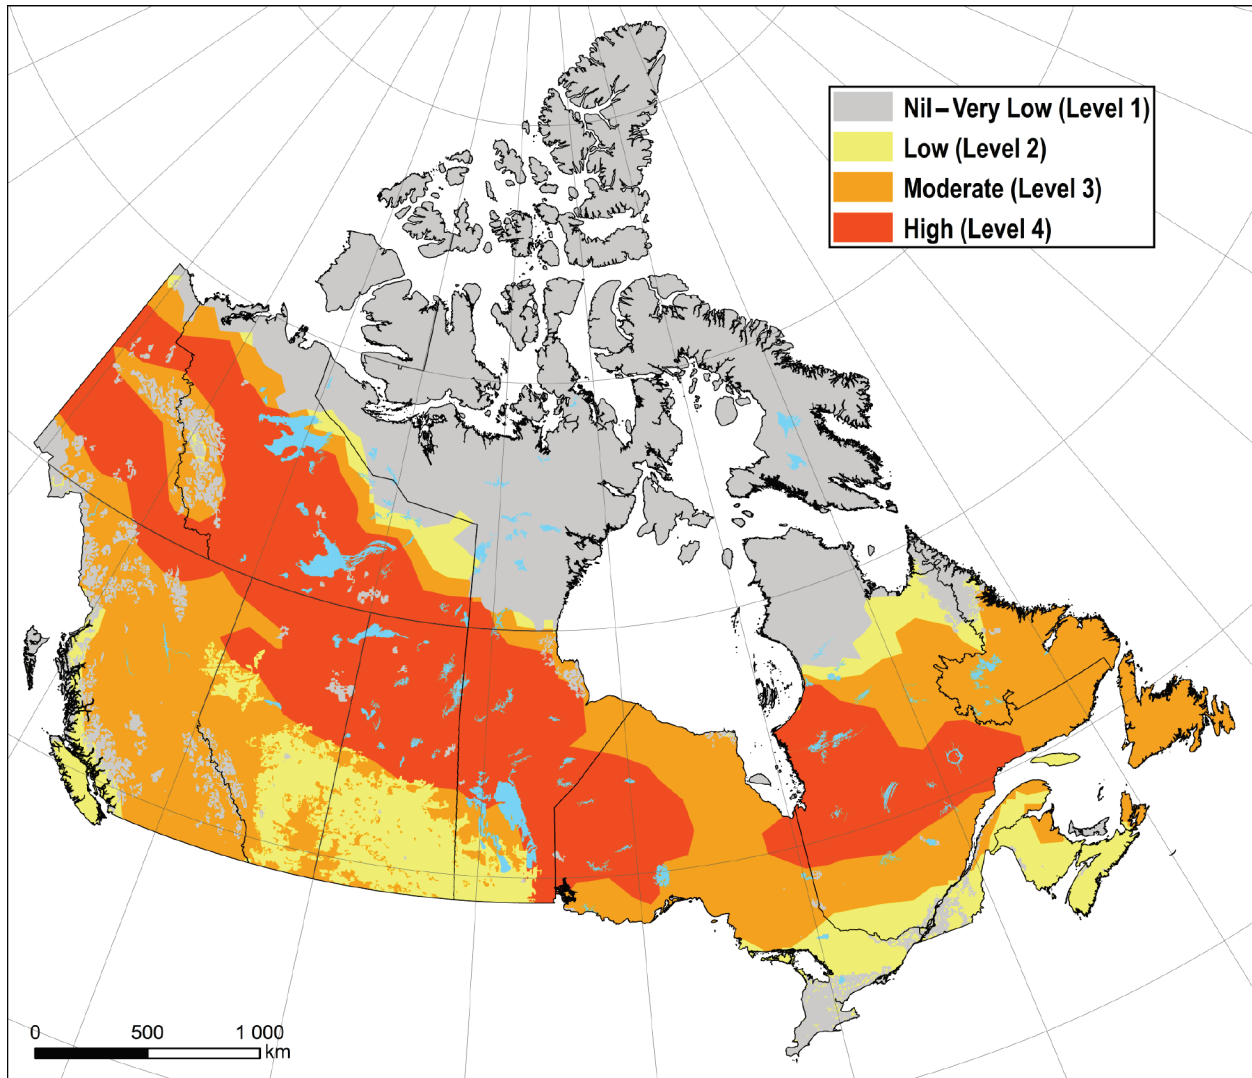 Nil–Very Low (Level 1)
Low (Level 2)
Moderate (Level 3)
High (Level 4)
0 500 1 000
km